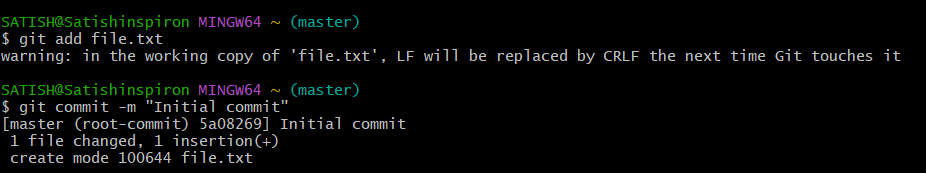 SATISH@Satishinspiron MINGW64 ~ (master)
$ git add file.txt
warning: in the working copy of 'file.txt', LF will be replaced by CRLF the next time Git touches it
SATISH@Satishinspiron MINGW64 ~ (master)
$ git commit -m "Initial commit"
[master (root-commit) 5a08269] Initial commit
 1 file changed, 1 insertion(+)
 create mode 100644 file.txt